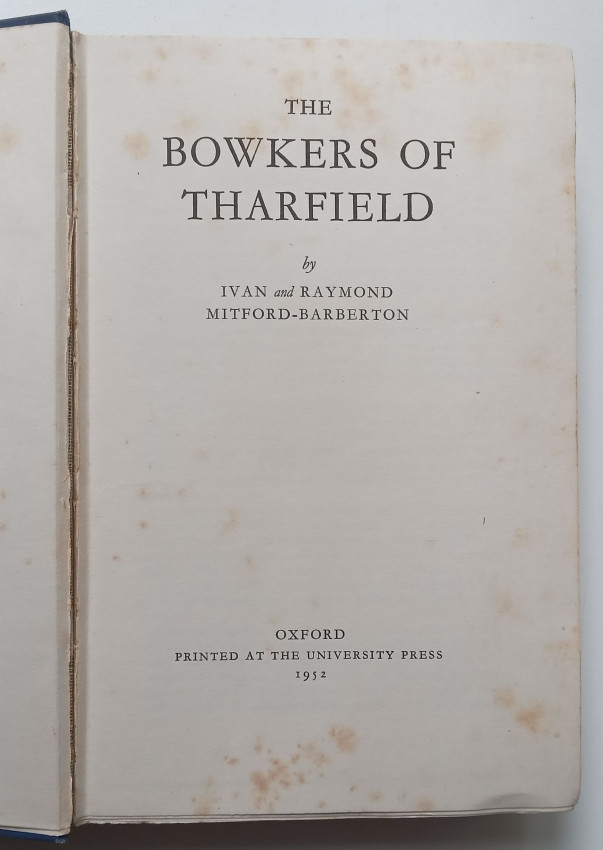 THE
BOWKERS OF
THARFIELD
by
IVAN and RAYMOND
MITFORD-BARBERTON
OXFORD
PRINTED AT THE UNIVERSITY PRESS
1952